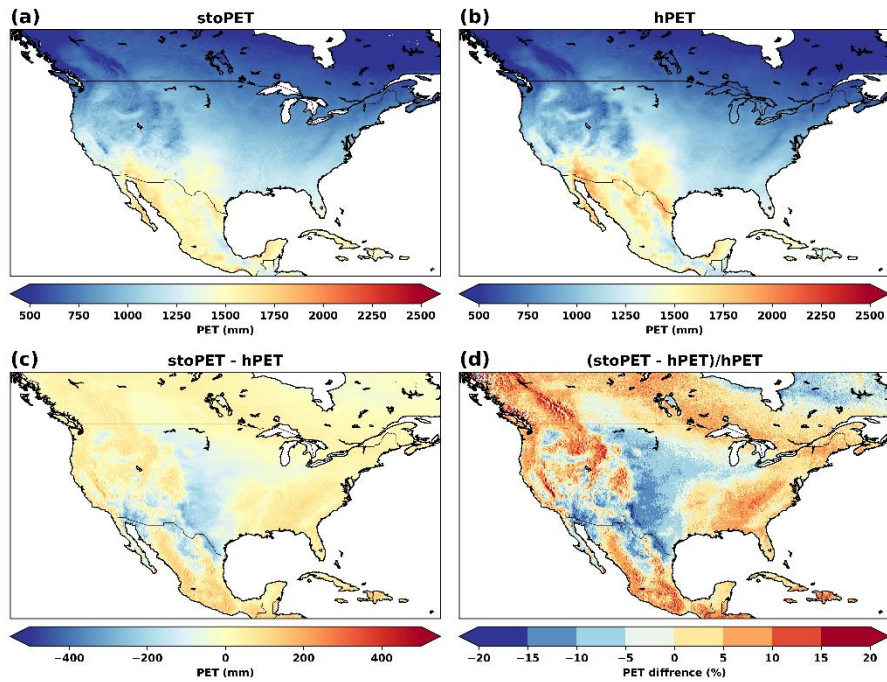 (a) stoPET
(b) hPET
500 750 1000 1250 1500 1750 2000 2250 2500
PET (mm)
500 750 1000 1250 1500 1750 2000 2250 2500
PET (mm)
(c) stoPET - hPET
(d) (stoPET - hPET)/hPET
−400 −200 0 200 400
PET (mm)
−20 −15 −10 −5 0 5 10 15 20
PET diffrence (%)